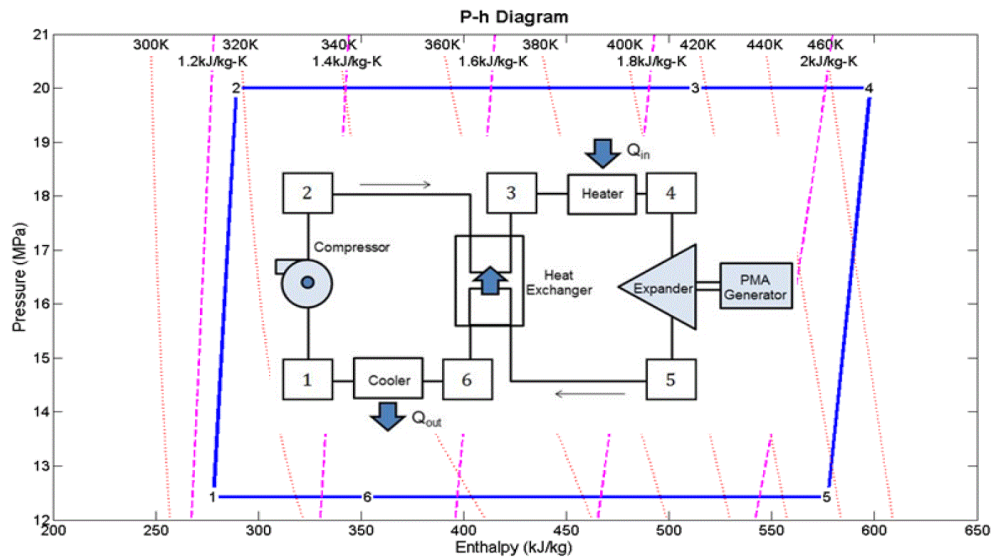 P-h Diagram
21
20
19
18
17
16
15
14
13
12
Pressure (MPa)
300K
320K
340K
360K
380K
400K
420K
440K
460K
1.2kJ/kg-K
1.4kJ/kg-K
1.6kJ/kg-K
1.8kJ/kg-K
2kJ/kg-K
2
3
4
Qin
2
3
Heater
4
Compressor
Heat
Exchanger
Expander
PMA
Generator
1
Cooler
6
5
Qout
1
6
5
200
250
300
350
400
450
500
550
600
650
Enthalpy (kJ/kg)